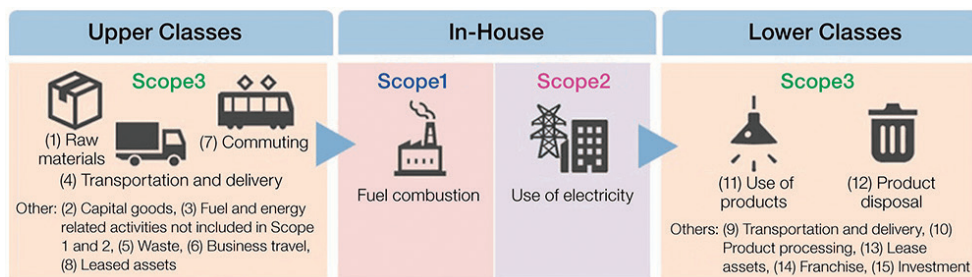 Upper Classes
In-House
Lower Classes
Scope3
(1) Raw
materials
(7) Commuting
(4) Transportation and delivery
Other: (2) Capital goods, (3) Fuel and energy
related activities not included in Scope
1 and 2, (5) Waste, (6) Business travel,
(8) Leased assets
Scope1
Fuel combustion
Scope2
Use of electricity
Scope3
(11) Use of
products
(12) Product
disposal
Others: (9) Transportation and delivery, (10)
Product processing, (13) Lease
assets, (14) Franchise, (15) Investment